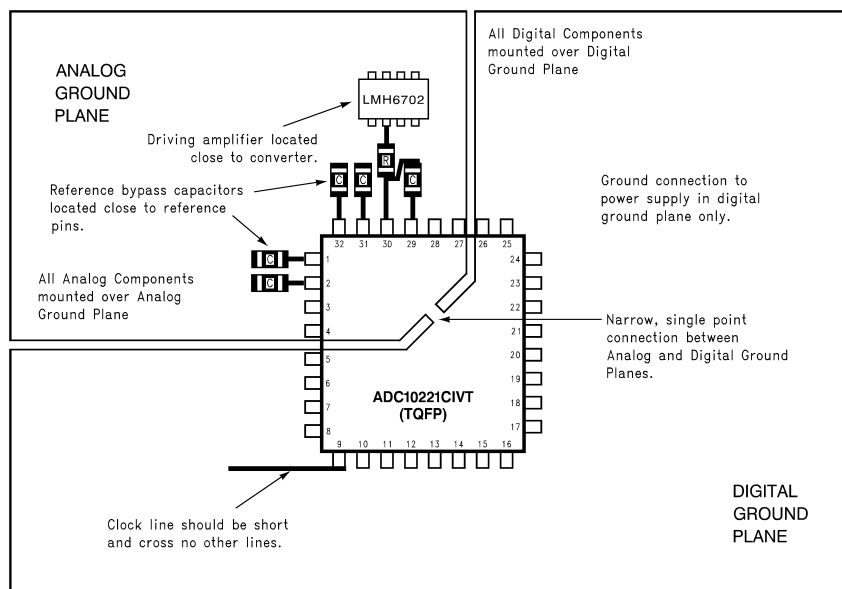 ANALOG
GROUND
PLANE
All Digital Components
mounted over Digital
Ground Plane
LMH6702
Driving amplifier located
close to converter.
R
C
C
C
Reference bypass capacitors
located close to reference
pins.
Ground connection to
power supply in digital
ground plane only.
32 31 30 29 28 27 26 25
C
C
All Analog Components
mounted over Analog
Ground Plane
1
2
3
4
5
6
7
8
24
23
22
21
20
19
18
17
Narrow, single point
connection between
Analog and Digital Ground
Planes.
ADC10221CIVT
(TQFP)
9 10 11 12 13 14 15 16
Clock line should be short
and cross no other lines.
DIGITAL
GROUND
PLANE